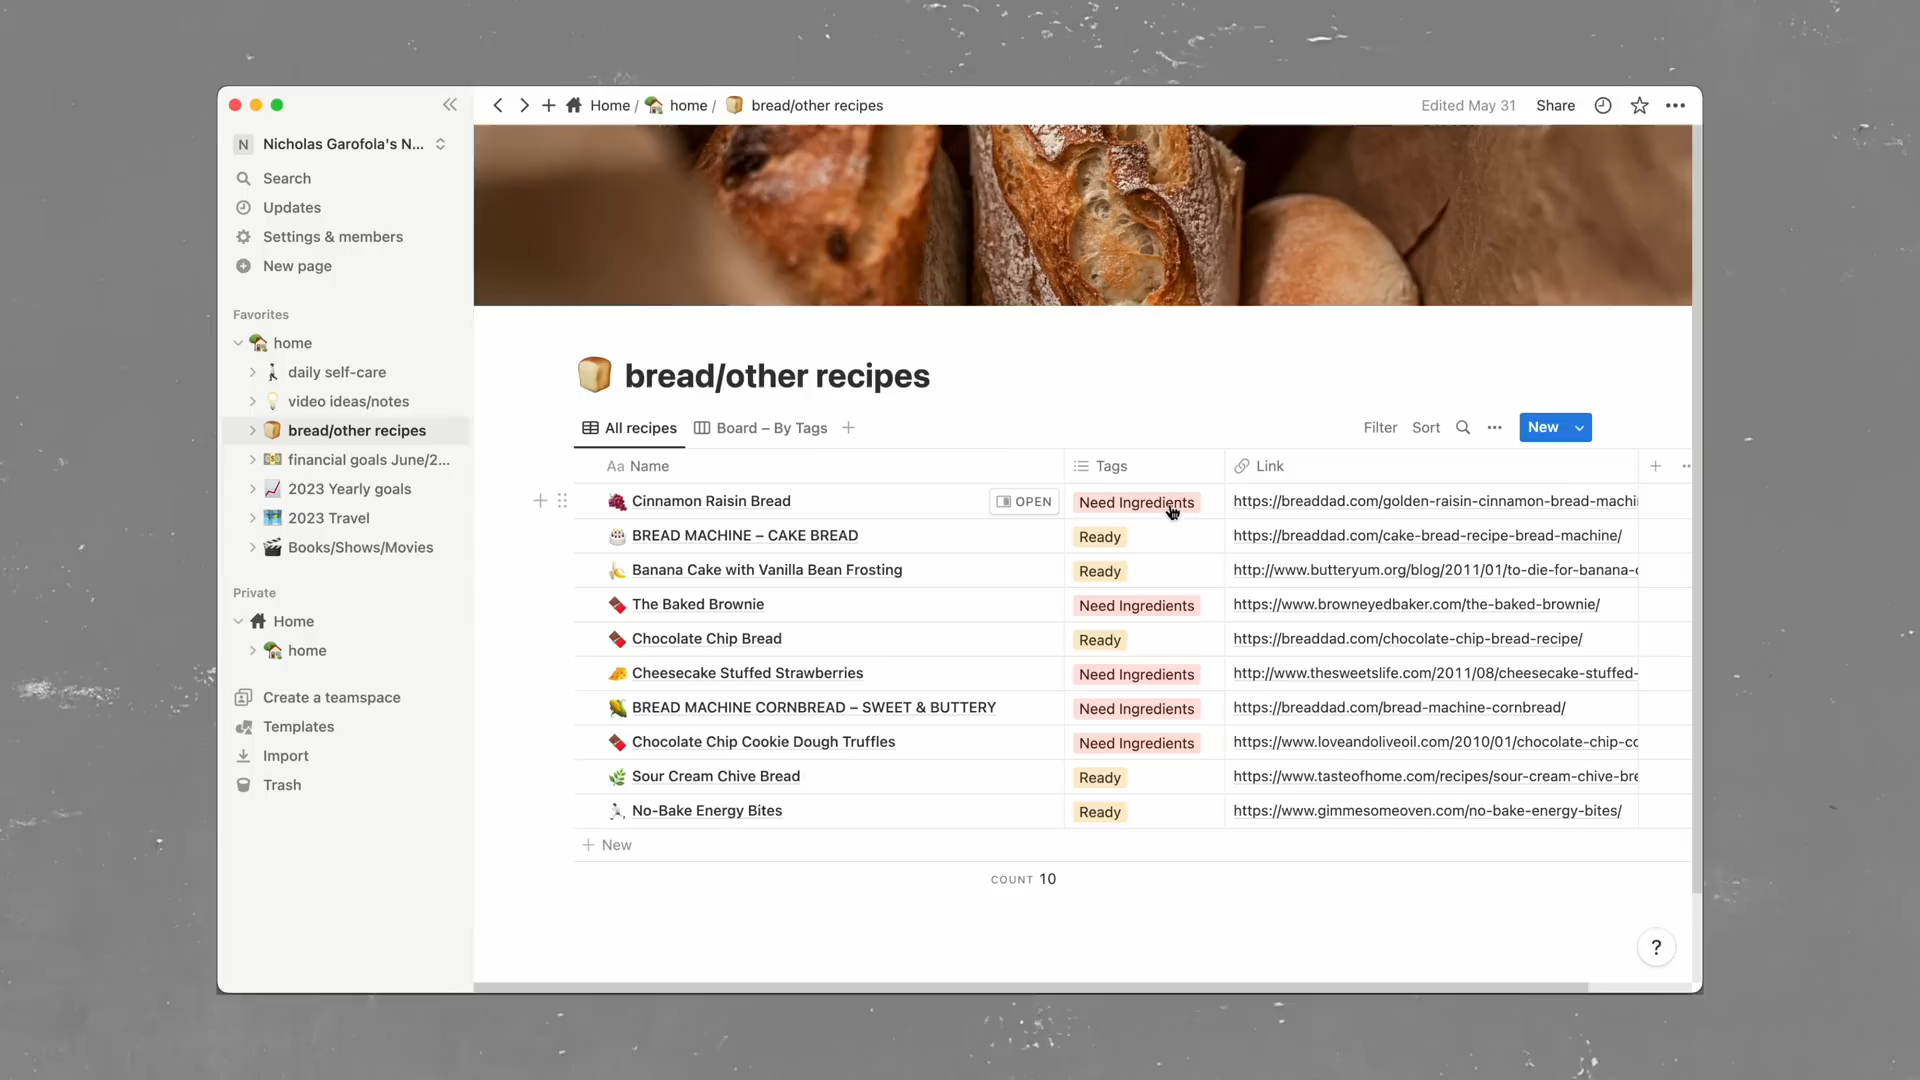 Home / home / bread/other recipes
Edited May 31 Share
N Nicholas Garofola's N...
Search
Updates
Settings & members
New page
Favorites
home
daily self-care
video ideas/notes
bread/other recipes
financial goals June/2...
2023 Yearly goals
2023 Travel
Books/Shows/Movies
Private
Home
home
Create a teamspace
Templates
Import
Trash
bread/other recipes
All recipes Board – By Tags
Filter Sort New
Aa Name Tags Link
Cinnamon Raisin Bread OPEN Need Ingredients https://breaddad.com/golden-raisin-cinnamon-bread-machi
BREAD MACHINE – CAKE BREAD Ready https://breaddad.com/cake-bread-recipe-bread-machine/
Banana Cake with Vanilla Bean Frosting Ready http://www.butteryum.org/blog/2011/01/to-die-for-banana-
The Baked Brownie Need Ingredients https://www.browneyedbaker.com/the-baked-brownie/
Chocolate Chip Bread Ready https://breaddad.com/chocolate-chip-bread-recipe/
Cheesecake Stuffed Strawberries Need Ingredients http://www.thesweetslife.com/2011/08/cheesecake-stuffed-
BREAD MACHINE CORNBREAD – SWEET & BUTTERY Need Ingredients https://breaddad.com/bread-machine-cornbread/
Chocolate Chip Cookie Dough Truffles Need Ingredients https://www.loveandoliveoil.com/2010/01/chocolate-chip-co
Sour Cream Chive Bread Ready https://www.tasteofhome.com/recipes/sour-cream-chive-bre
No-Bake Energy Bites Ready https://www.gimmesomeoven.com/no-bake-energy-bites/
New
COUNT 10
?